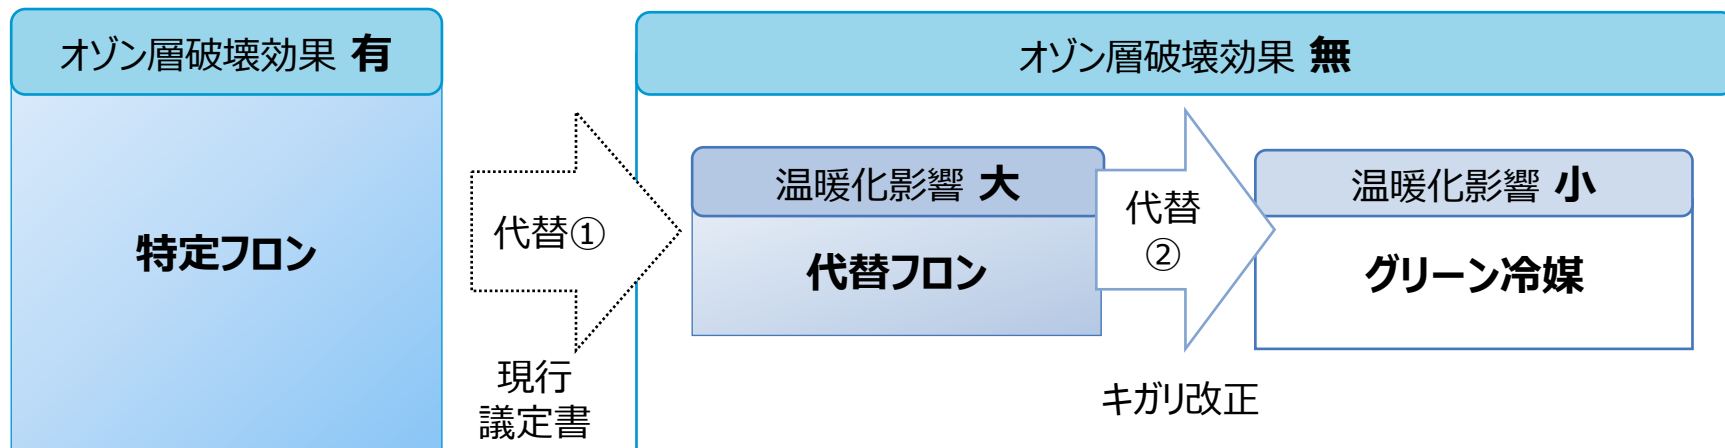 オゾン層破壊効果 有
特定フロン
代替①
現行
議定書
オゾン層破壊効果 無
温暖化影響 大
代替フロン
代替
②
キガリ改正
温暖化影響 小
グリーン冷媒